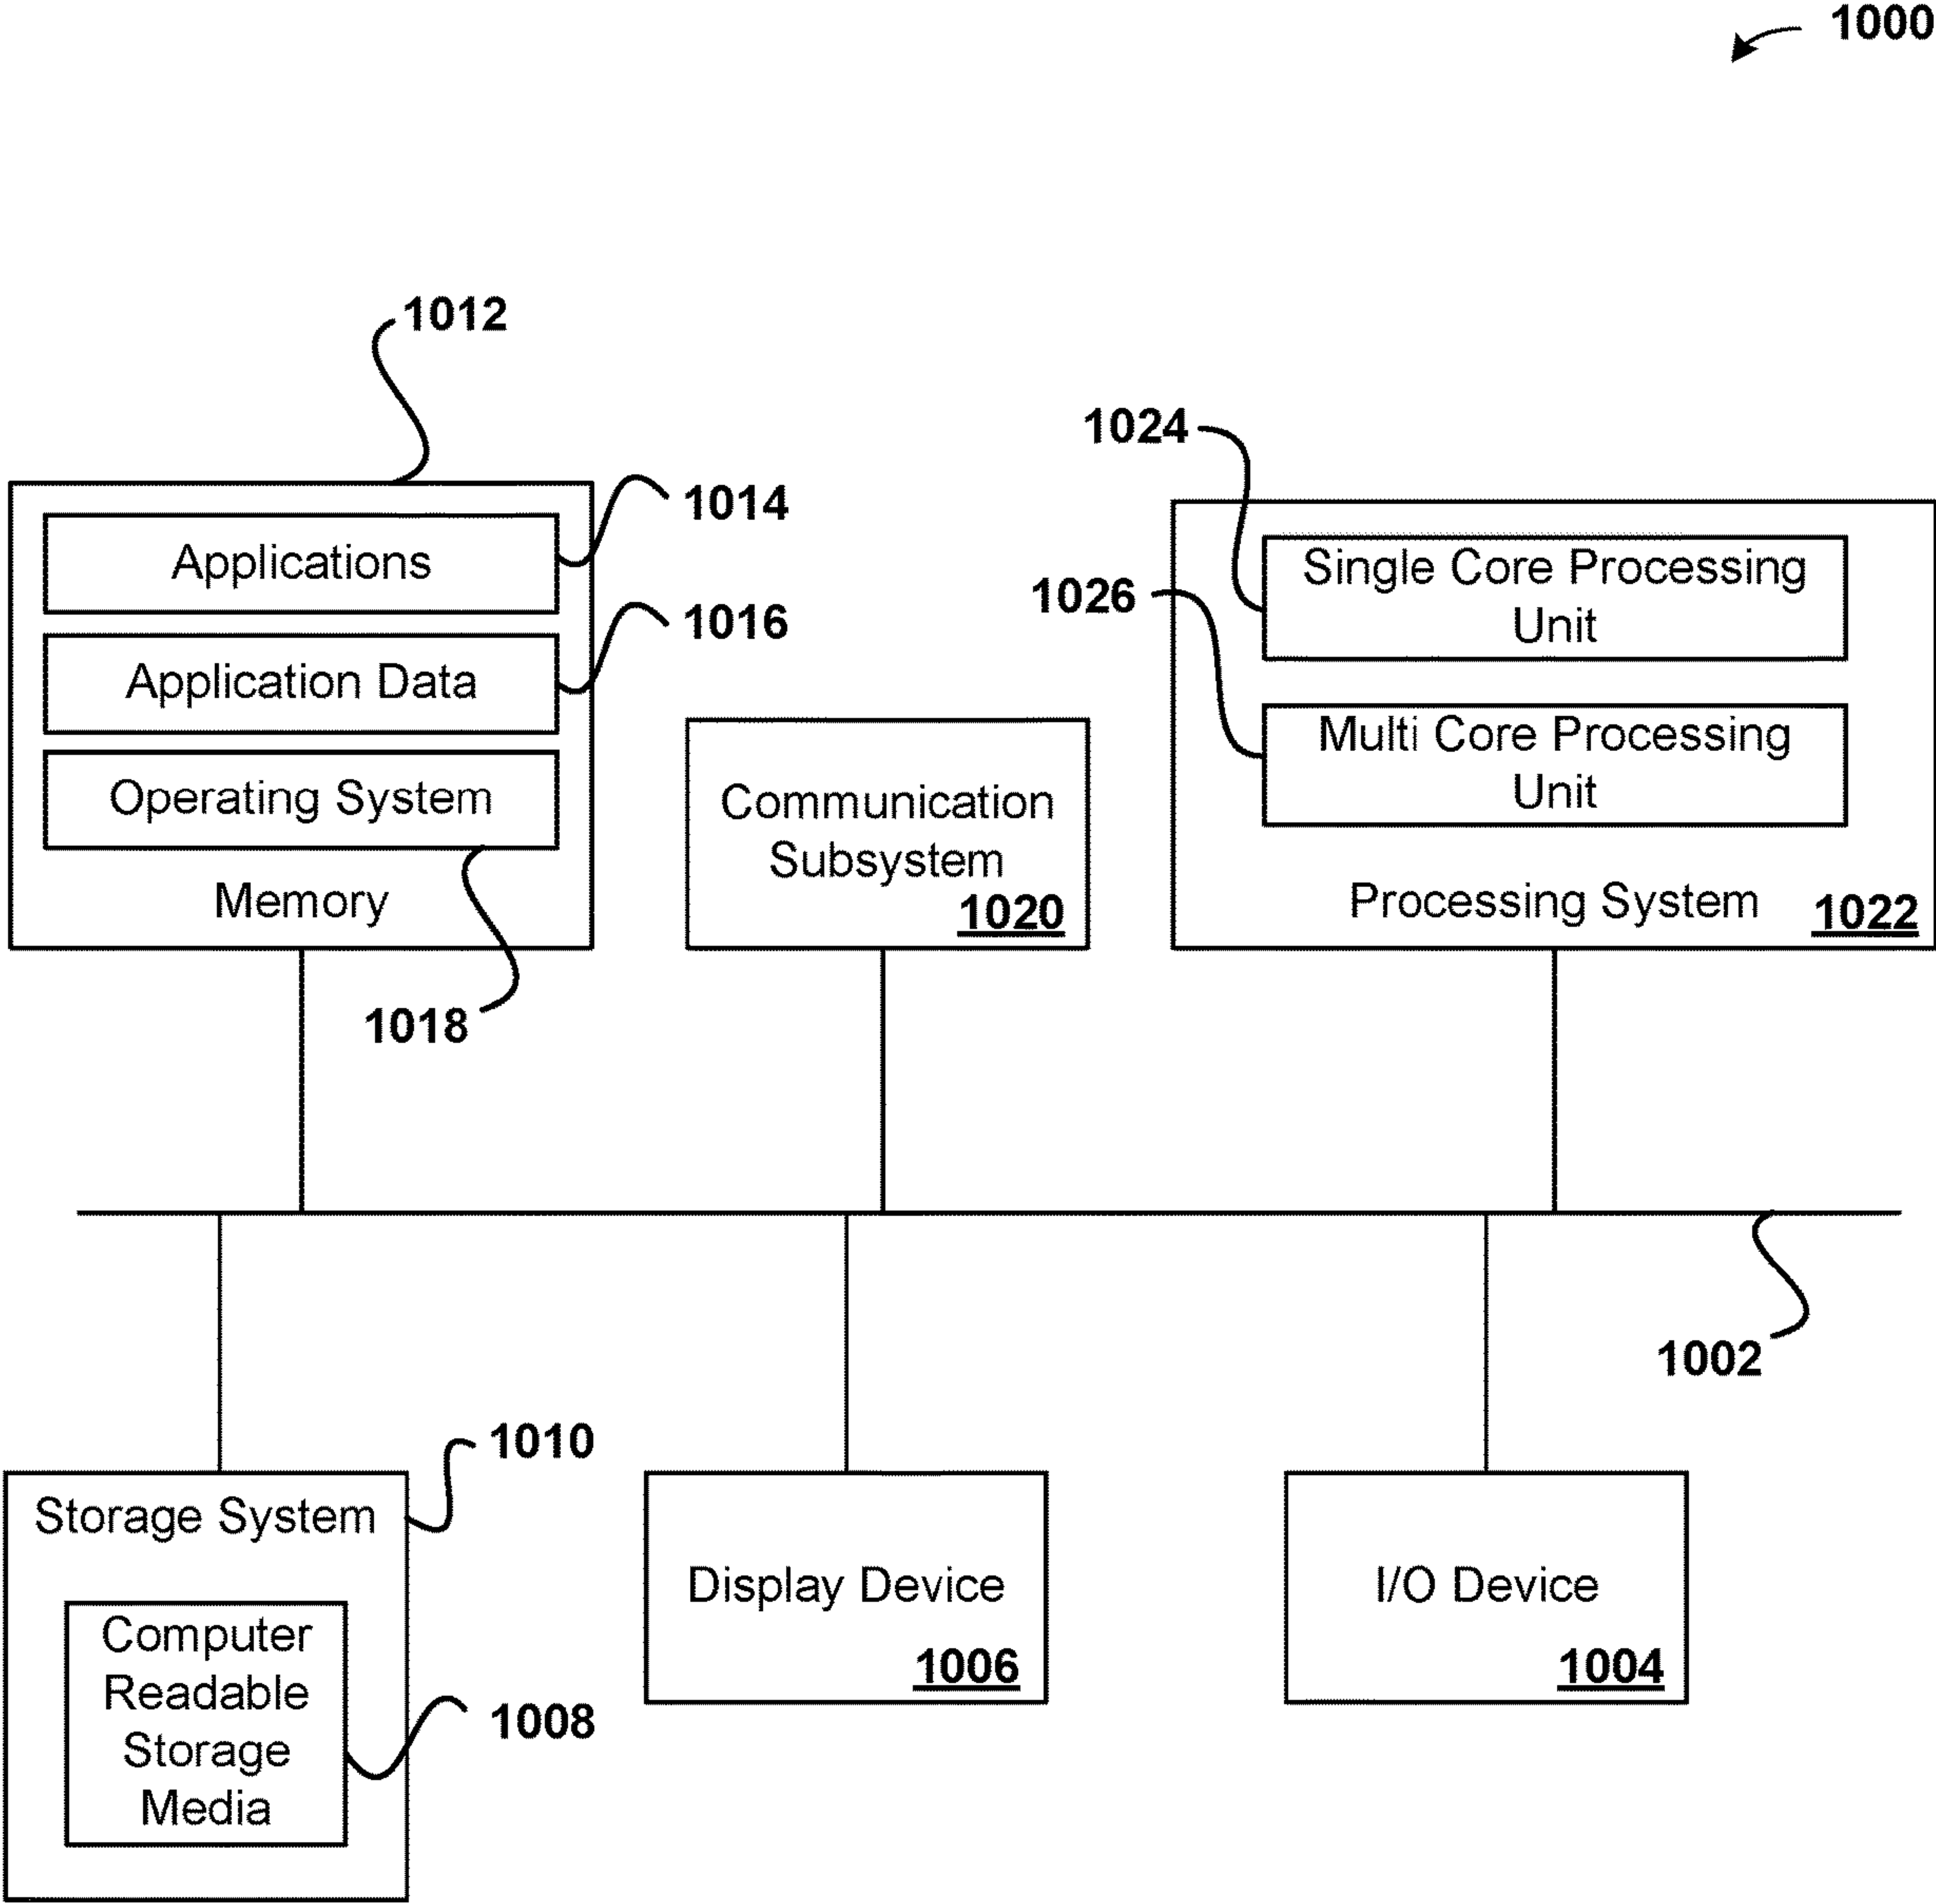 1000
1012
1014
Applications
1016
Application Data
Operating System
Memory
1018
Communication
Subsystem
1020
1024
Single Core Processing
Unit
1026
Multi Core Processing
Unit
Processing System
1022
1002
1010
Storage System
Computer
Readable
Storage
Media
1008
Display Device
1006
I/O Device
1004